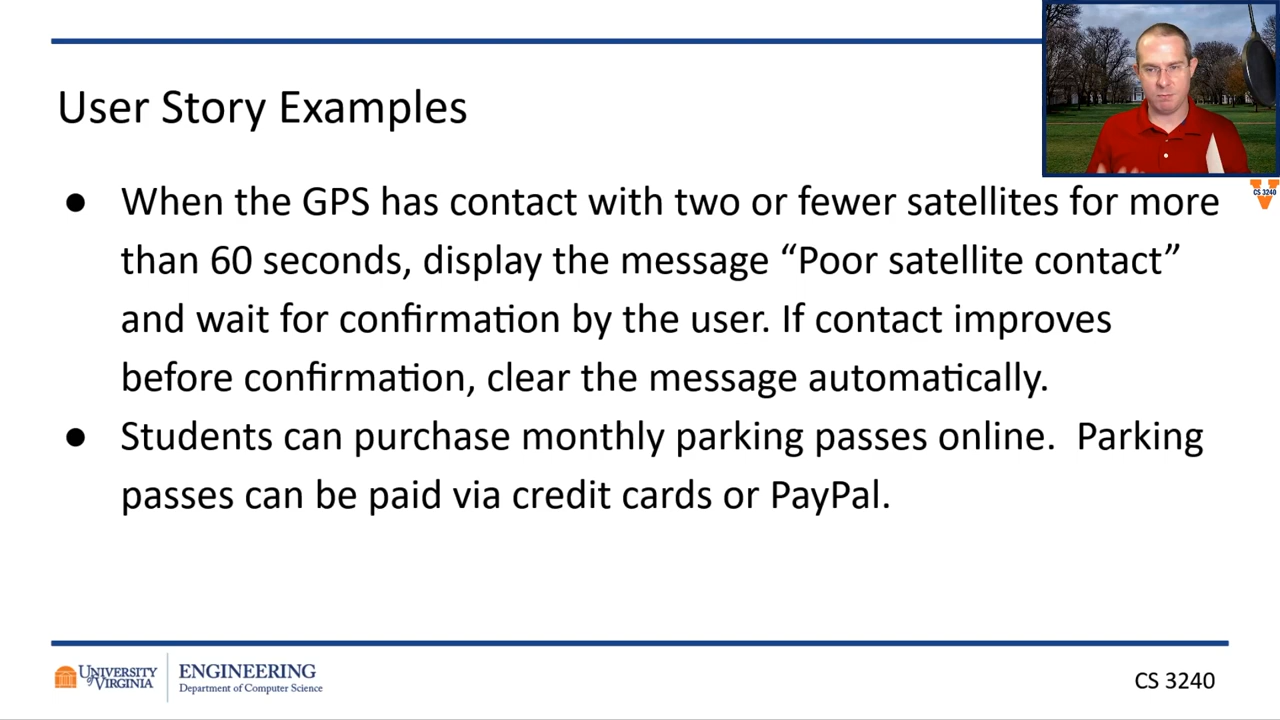 User Story Examples
CS 3240
● When the GPS has contact with two or fewer satellites for more
than 60 seconds, display the message “Poor satellite contact”
and wait for confirmation by the user. If contact improves
before confirmation, clear the message automatically.
● Students can purchase monthly parking passes online.  Parking
passes can be paid via credit cards or PayPal.
UNIVERSITY
of VIRGINIA
ENGINEERING
Department of Computer Science
CS 3240